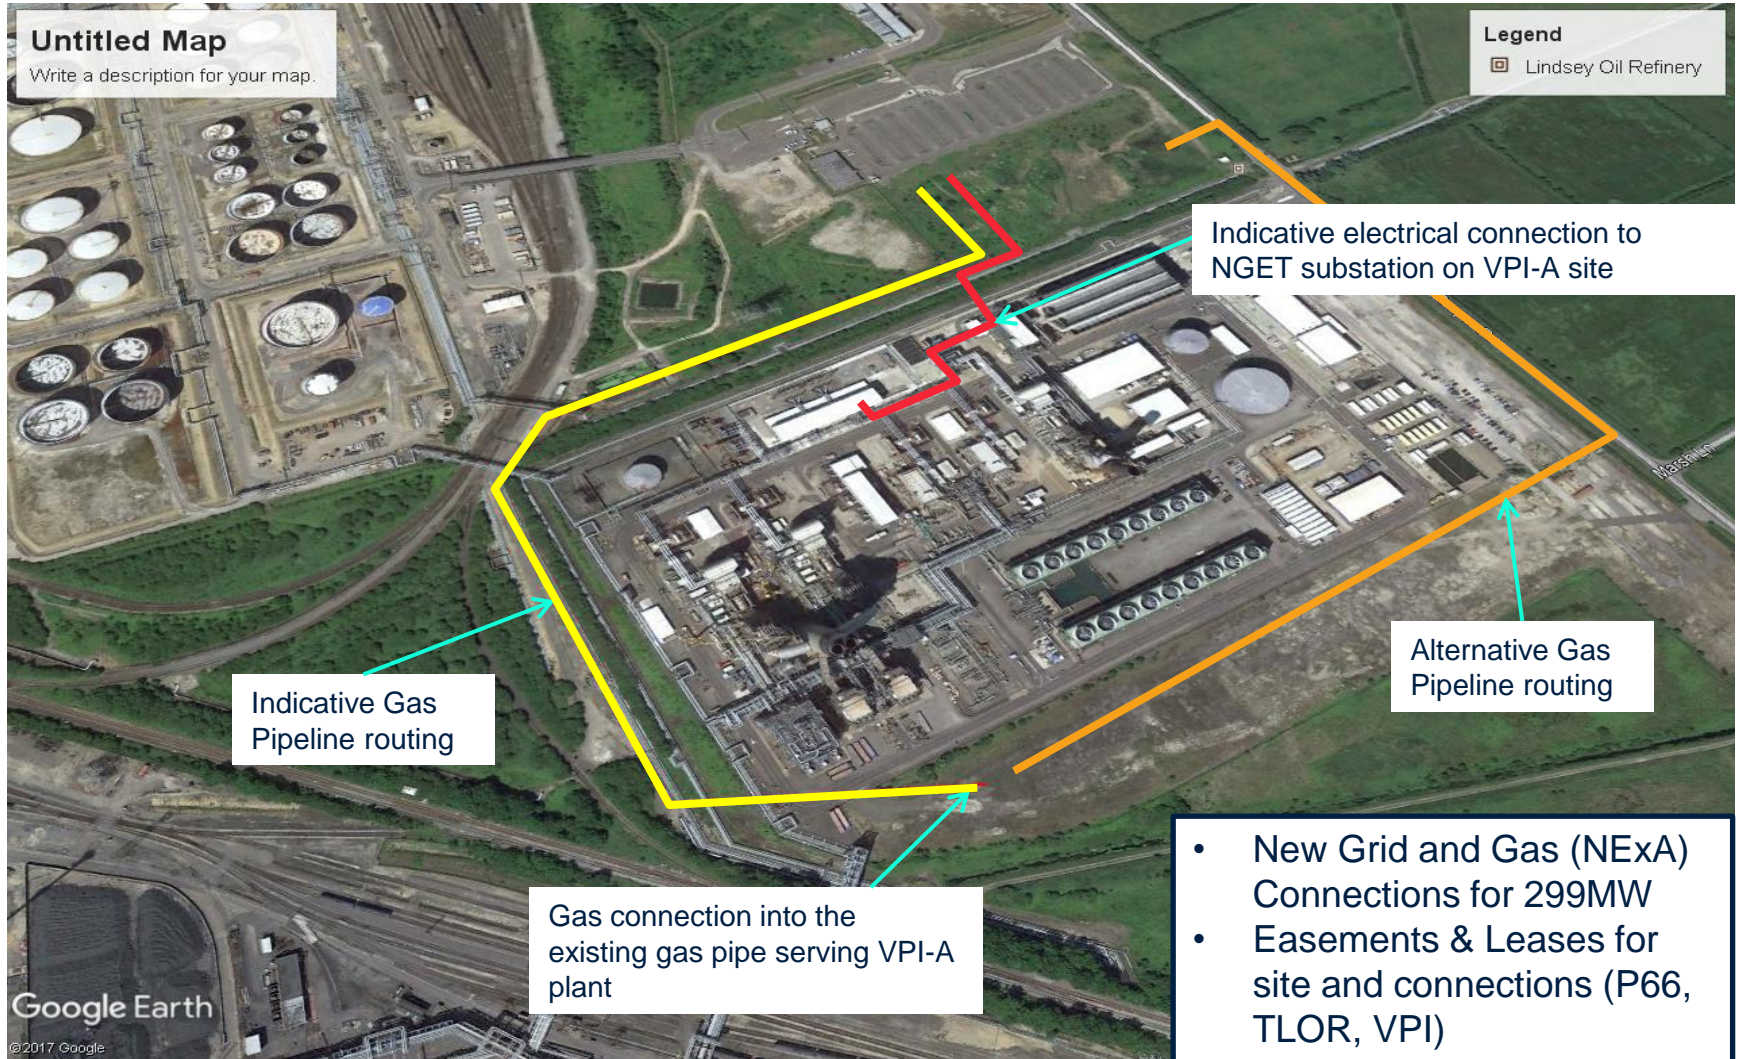 Untitled Map
Write a description for your map.
Legend
Lindsey Oil Refinery
Indicative electrical connection to
NGET substation on VPI-A site
Marsh Ln
Alternative Gas
Pipeline routing
Indicative Gas
Pipeline routing
Gas connection into the
existing gas pipe serving VPI-A
plant
• New Grid and Gas (NExA)
Connections for 299MW
• Easements & Leases for
site and connections (P66,
TLOR, VPI)
Google Earth
©2017 Google